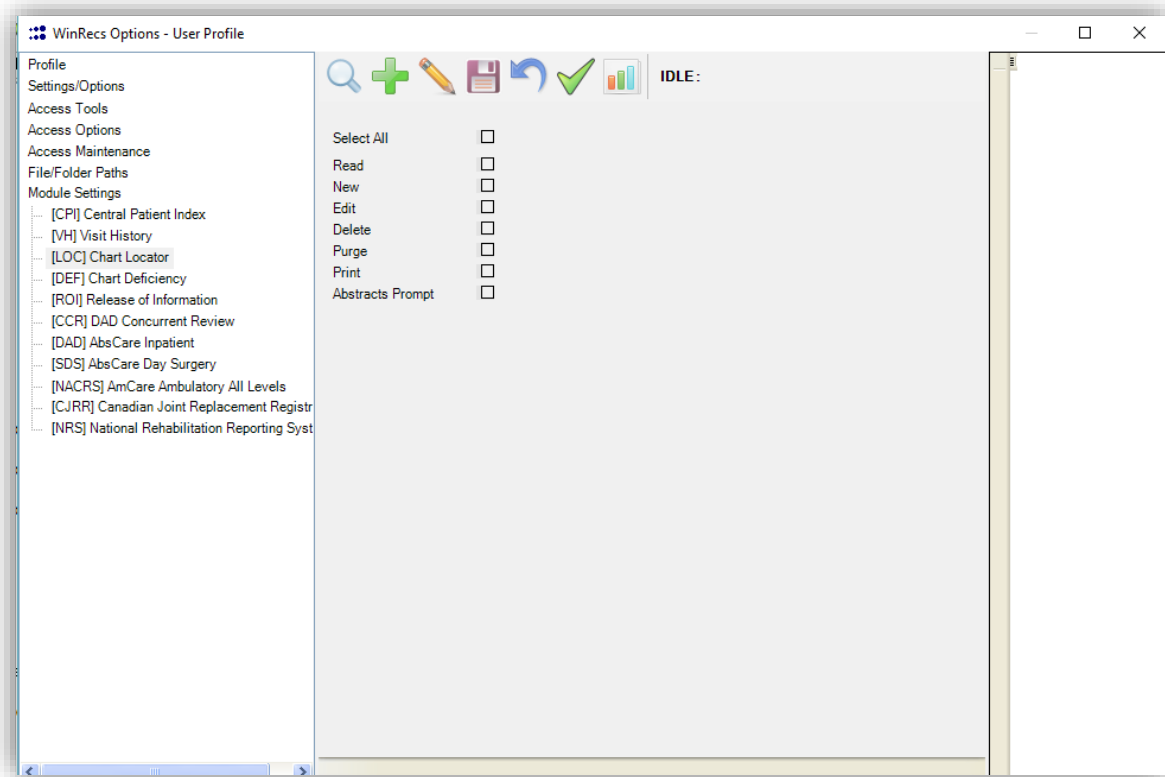 WinRecs Options - User Profile
Profile
Settings/Options
Access Tools
Access Options
Access Maintenance
File/Folder Paths
Module Settings
[CPI] Central Patient Index
[VH] Visit History
[LOC] Chart Locator
[DEF] Chart Deficiency
[ROI] Release of Information
[CCR] DAD Concurrent Review
[DAD] AbsCare Inpatient
[SDS] AbsCare Day Surgery
[NACRS] AmCare Ambulatory All Levels
[CJRR] Canadian Joint Replacement Registr
[NRS] National Rehabilitation Reporting Syst
IDLE:
Select All
Read
New
Edit
Delete
Purge
Print
Abstracts Prompt